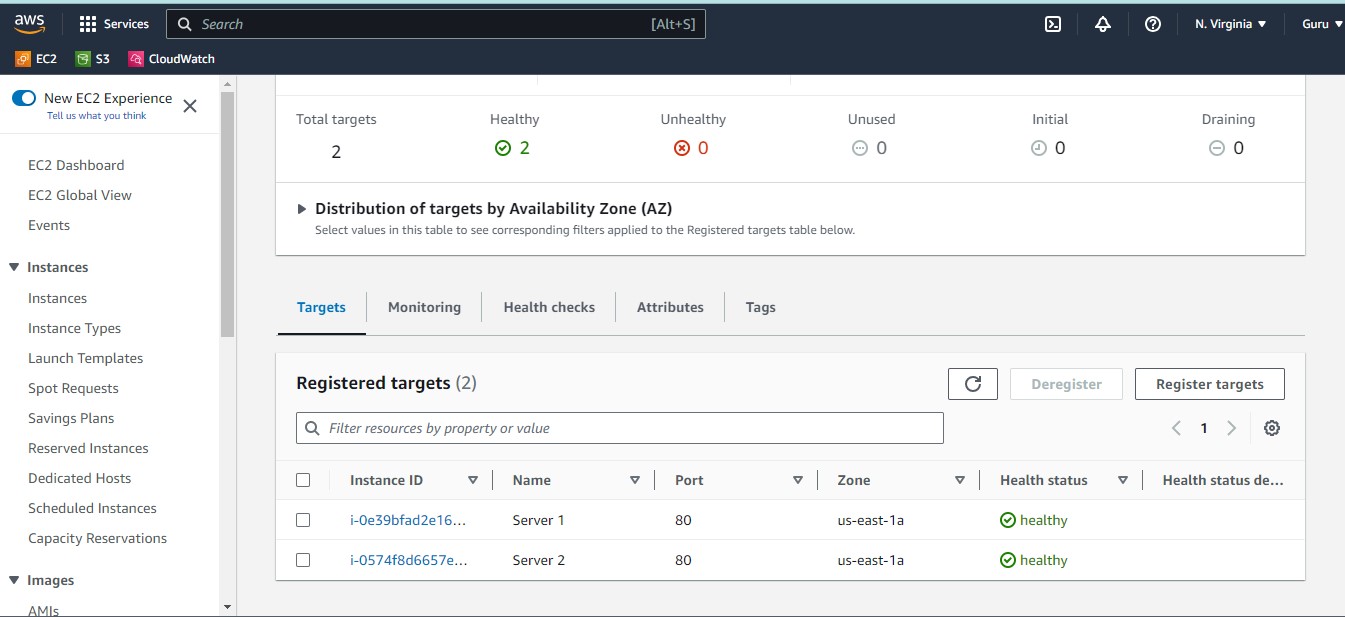 aws
Services
Search
[Alt+S]
N. Virginia
Guru
EC2
S3
CloudWatch
New EC2 Experience
Tell us what you think
EC2 Dashboard
EC2 Global View
Events
Instances
Instances
Instance Types
Launch Templates
Spot Requests
Savings Plans
Reserved Instances
Dedicated Hosts
Scheduled Instances
Capacity Reservations
Images
AMIs
Total targets
2
Healthy
2
Unhealthy
0
Unused
0
Initial
0
Draining
0
Distribution of targets by Availability Zone (AZ)
Select values in this table to see corresponding filters applied to the Registered targets table below.
Targets
Monitoring
Health checks
Attributes
Tags
Registered targets (2)
Deregister
Register targets
Filter resources by property or value
1
Instance ID
Name
Port
Zone
Health status
Health status de...
i-0e39bfad2e16...
Server 1
80
us-east-1a
healthy
i-0574f8d6657e...
Server 2
80
us-east-1a
healthy